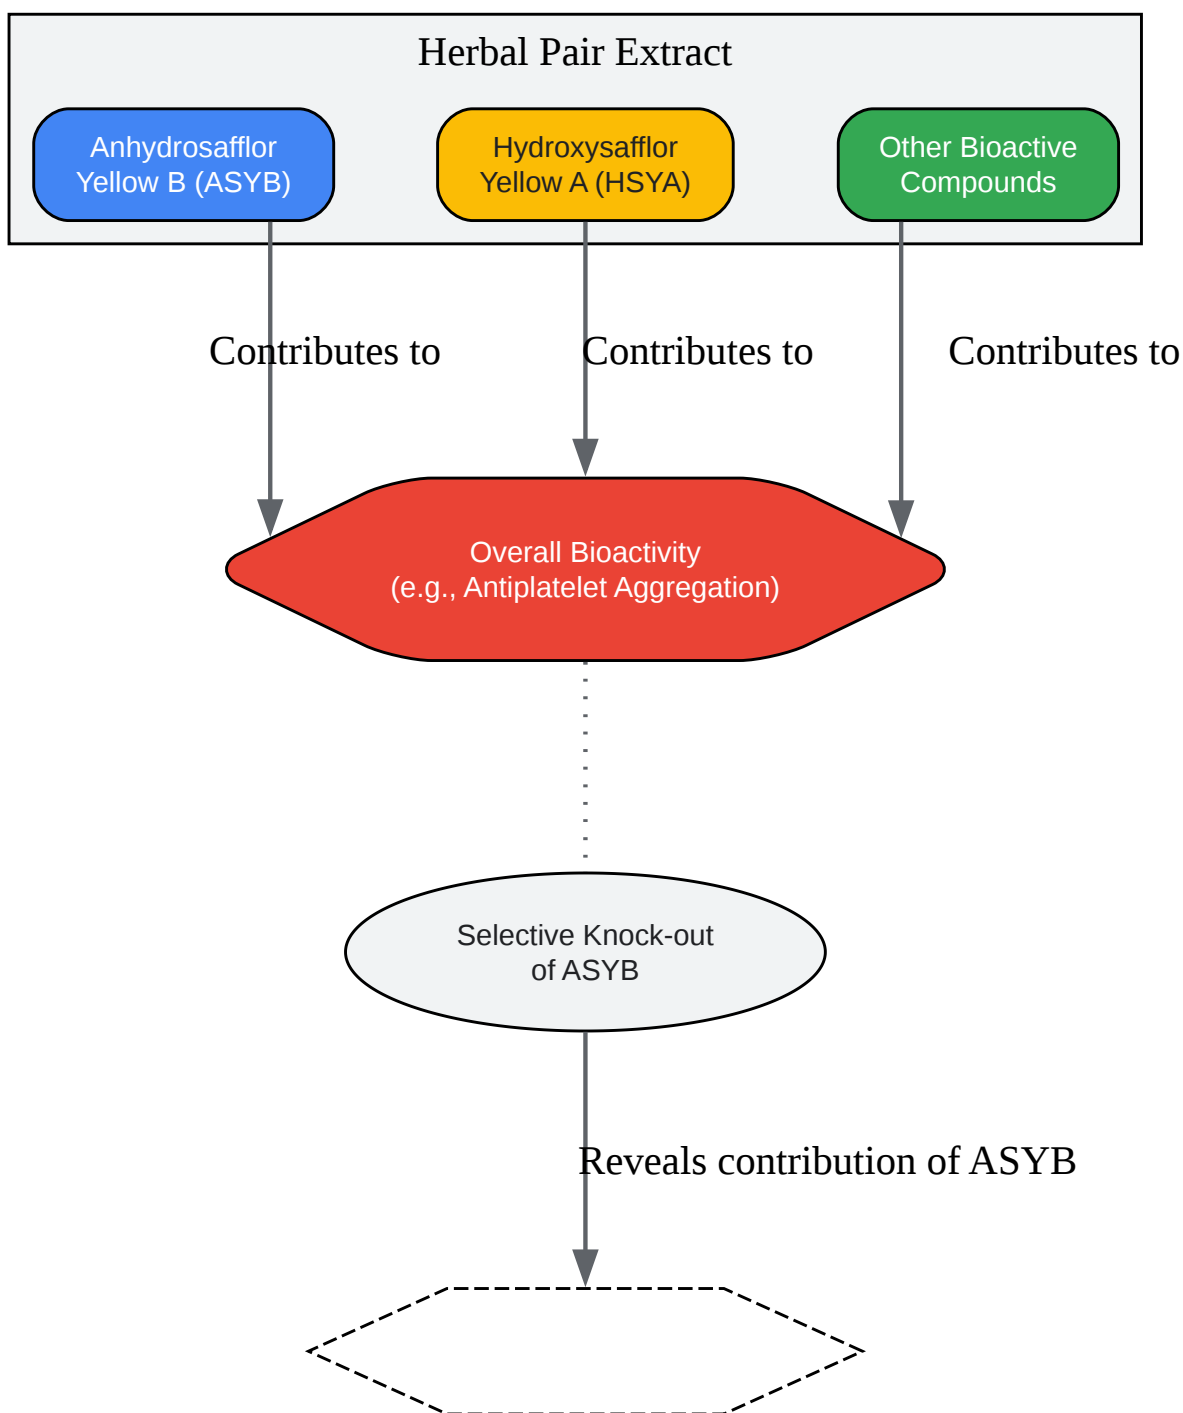 Herbal Pair Extract
Anhydrosafflor
Yellow B (ASYB)
Hydroxysafflor
Yellow A (HSYA)
Other Bioactive
Compounds
Contributes to
Contributes to
Contributes to
Overall Bioactivity
(e.g., Antiplatelet Aggregation)
Selective Knock-out
of ASYB
Reveals contribution of ASYB